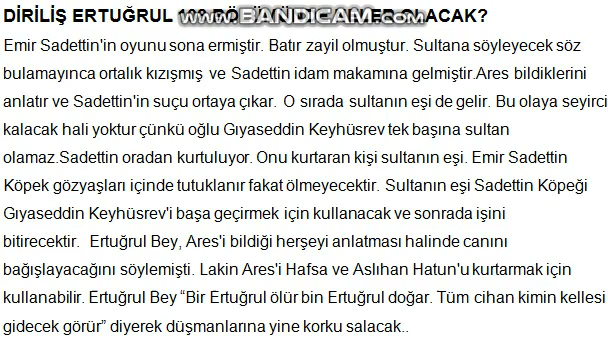 DİRİLİŞ ERTUĞRUL OLACAK?
www.BANDICAM.com
Emir Sadettin'in oyunu sona ermiştir. Batır zayil olmuştur. Sultana söyleyecek söz
bulamayınca ortalık kızışmış ve Sadettin idam makamına gelmiştir.Ares bildiklerini
anlatır ve Sadettin'in suçu ortaya çıkar. O sırada sultanın eşi de gelir. Bu olaya seyirci
kalacak hali yoktur çünkü oğlu Gıyaseddin Keyhüsrev tek başına sultan
olamaz.Sadettin oradan kurtuluyor. Onu kurtaran kişi sultanın eşi. Emir Sadettin
Köpek gözyaşları içinde tutuklanır fakat ölmeyecektir. Sultanın eşi Sadettin Köpeği
Gıyaseddin Keyhüsrev'i başa geçirmek için kullanacak ve sonrada işini
bitirecektir. Ertuğrul Bey, Ares'i bildiği herşeyi anlatması halinde canını
bağışlayacağını söylemişti. Lakin Ares'i Hafsa ve Aslıhan Hatun'u kurtarmak için
kullanabilir. Ertuğrul Bey “Bir Ertuğrul ölür bin Ertuğrul doğar. Tüm cihan kimin kellesi
gidecek görür” diyerek düşmanlarına yine korku salacak..